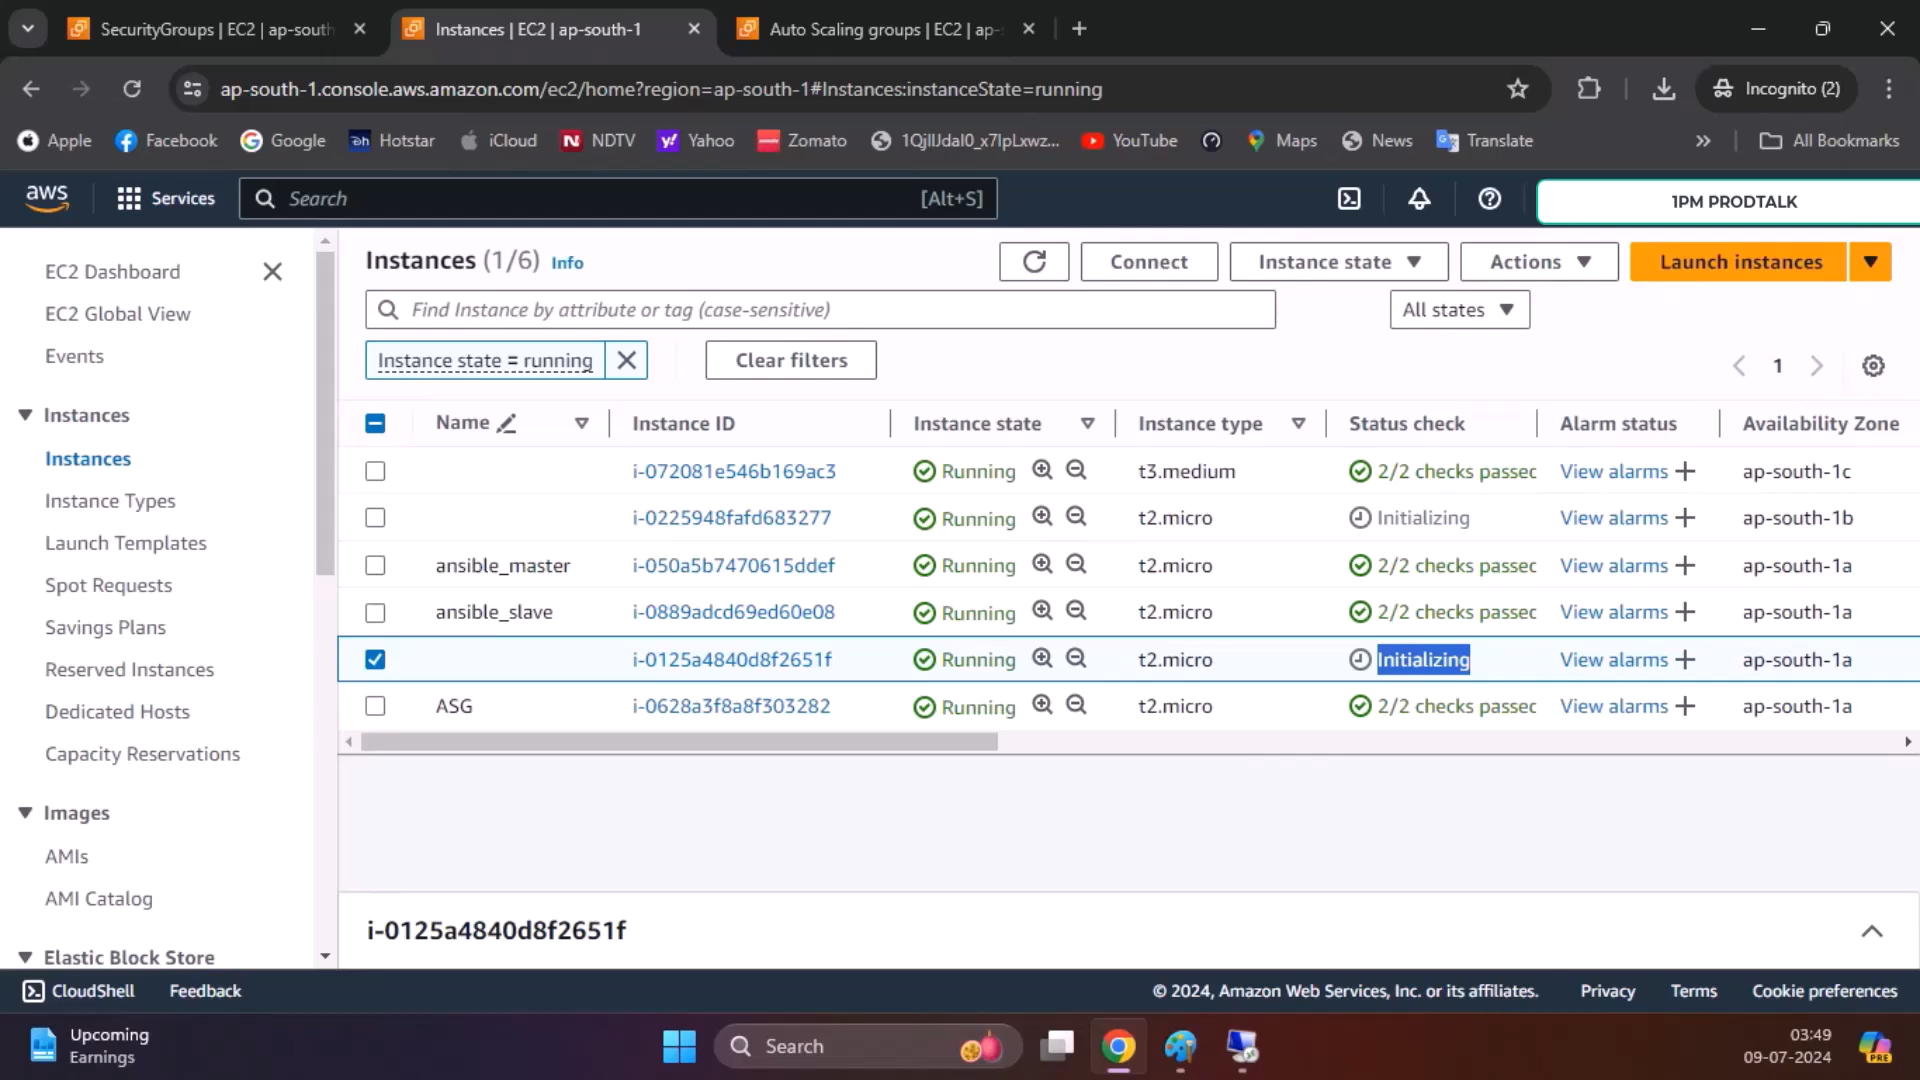 SecurityGroups | EC2 | ap-south
Instances | EC2 | ap-south-1
Auto Scaling groups | EC2 | ap-
ap-south-1.console.aws.amazon.com/ec2/home?region=ap-south-1#Instances:instanceState=running
Incognito (2)
Apple
Facebook
Google
Hotstar
iCloud
NDTV
Yahoo
Zomato
YouTube
Maps
News
Translate
All Bookmarks
aws
Services
Search
[Alt+S]
1PM PRODTALK
EC2 Dashboard
EC2 Global View
Events
Instances
Instances
Instance Types
Launch Templates
Spot Requests
Savings Plans
Reserved Instances
Dedicated Hosts
Capacity Reservations
Images
AMIs
AMI Catalog
Elastic Block Store
Instances (1/6) Info
Connect
Instance state
Actions
Launch instances
Find Instance by attribute or tag (case-sensitive)
All states
Instance state = running
Clear filters
1
Name Instance ID Instance state Instance type Status check Alarm status Availability Zone
i-072081e546b169ac3 Running t3.medium 2/2 checks passec View alarms ap-south-1c
i-0225948fafd683277 Running t2.micro Initializing View alarms ap-south-1b
ansible_master i-050a5b7470615ddef Running t2.micro 2/2 checks passec View alarms ap-south-1a
ansible_slave i-0889adcd69ed60e08 Running t2.micro 2/2 checks passec View alarms ap-south-1a
i-0125a4840d8f2651f Running t2.micro Initializing View alarms ap-south-1a
ASG i-0628a3f8a8f303282 Running t2.micro 2/2 checks passec View alarms ap-south-1a
i-0125a4840d8f2651f
CloudShell
Feedback
© 2024, Amazon Web Services, Inc. or its affiliates.
Privacy
Terms
Cookie preferences
Upcoming
Earnings
Search
03:49
09-07-2024
PRE